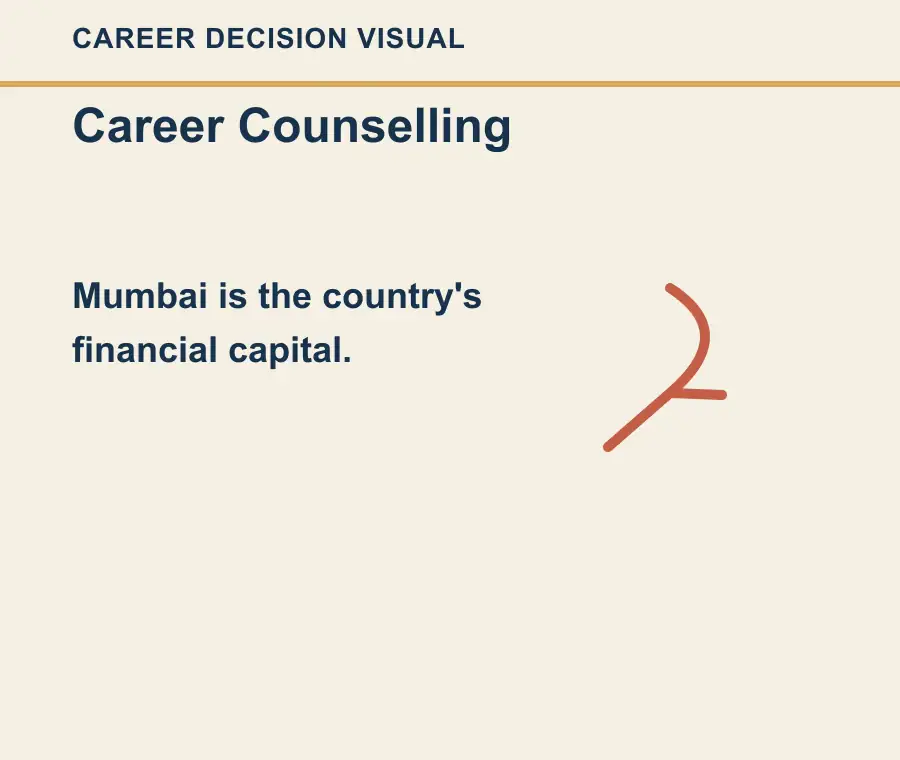 CAREER DECISION VISUAL
Career Counselling
Mumbai is the country's
financial capital.